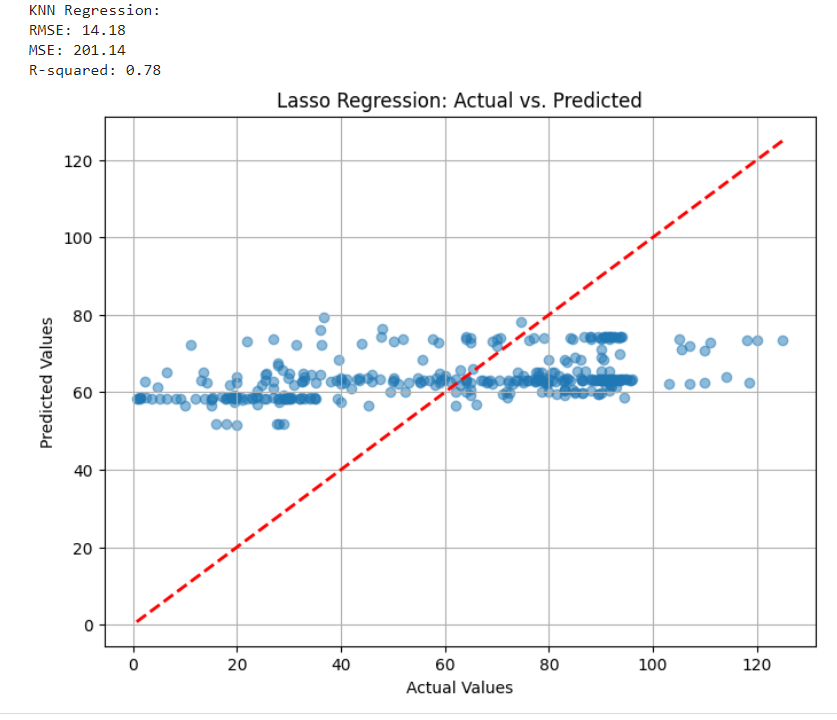 KNN Regression:
RMSE: 14.18
MSE: 201.14
R-squared: 0.78
Lasso Regression: Actual vs. Predicted
120
100
80
60
40
20
0
Predicted Values
0 20 40 60 80 100 120
Actual Values